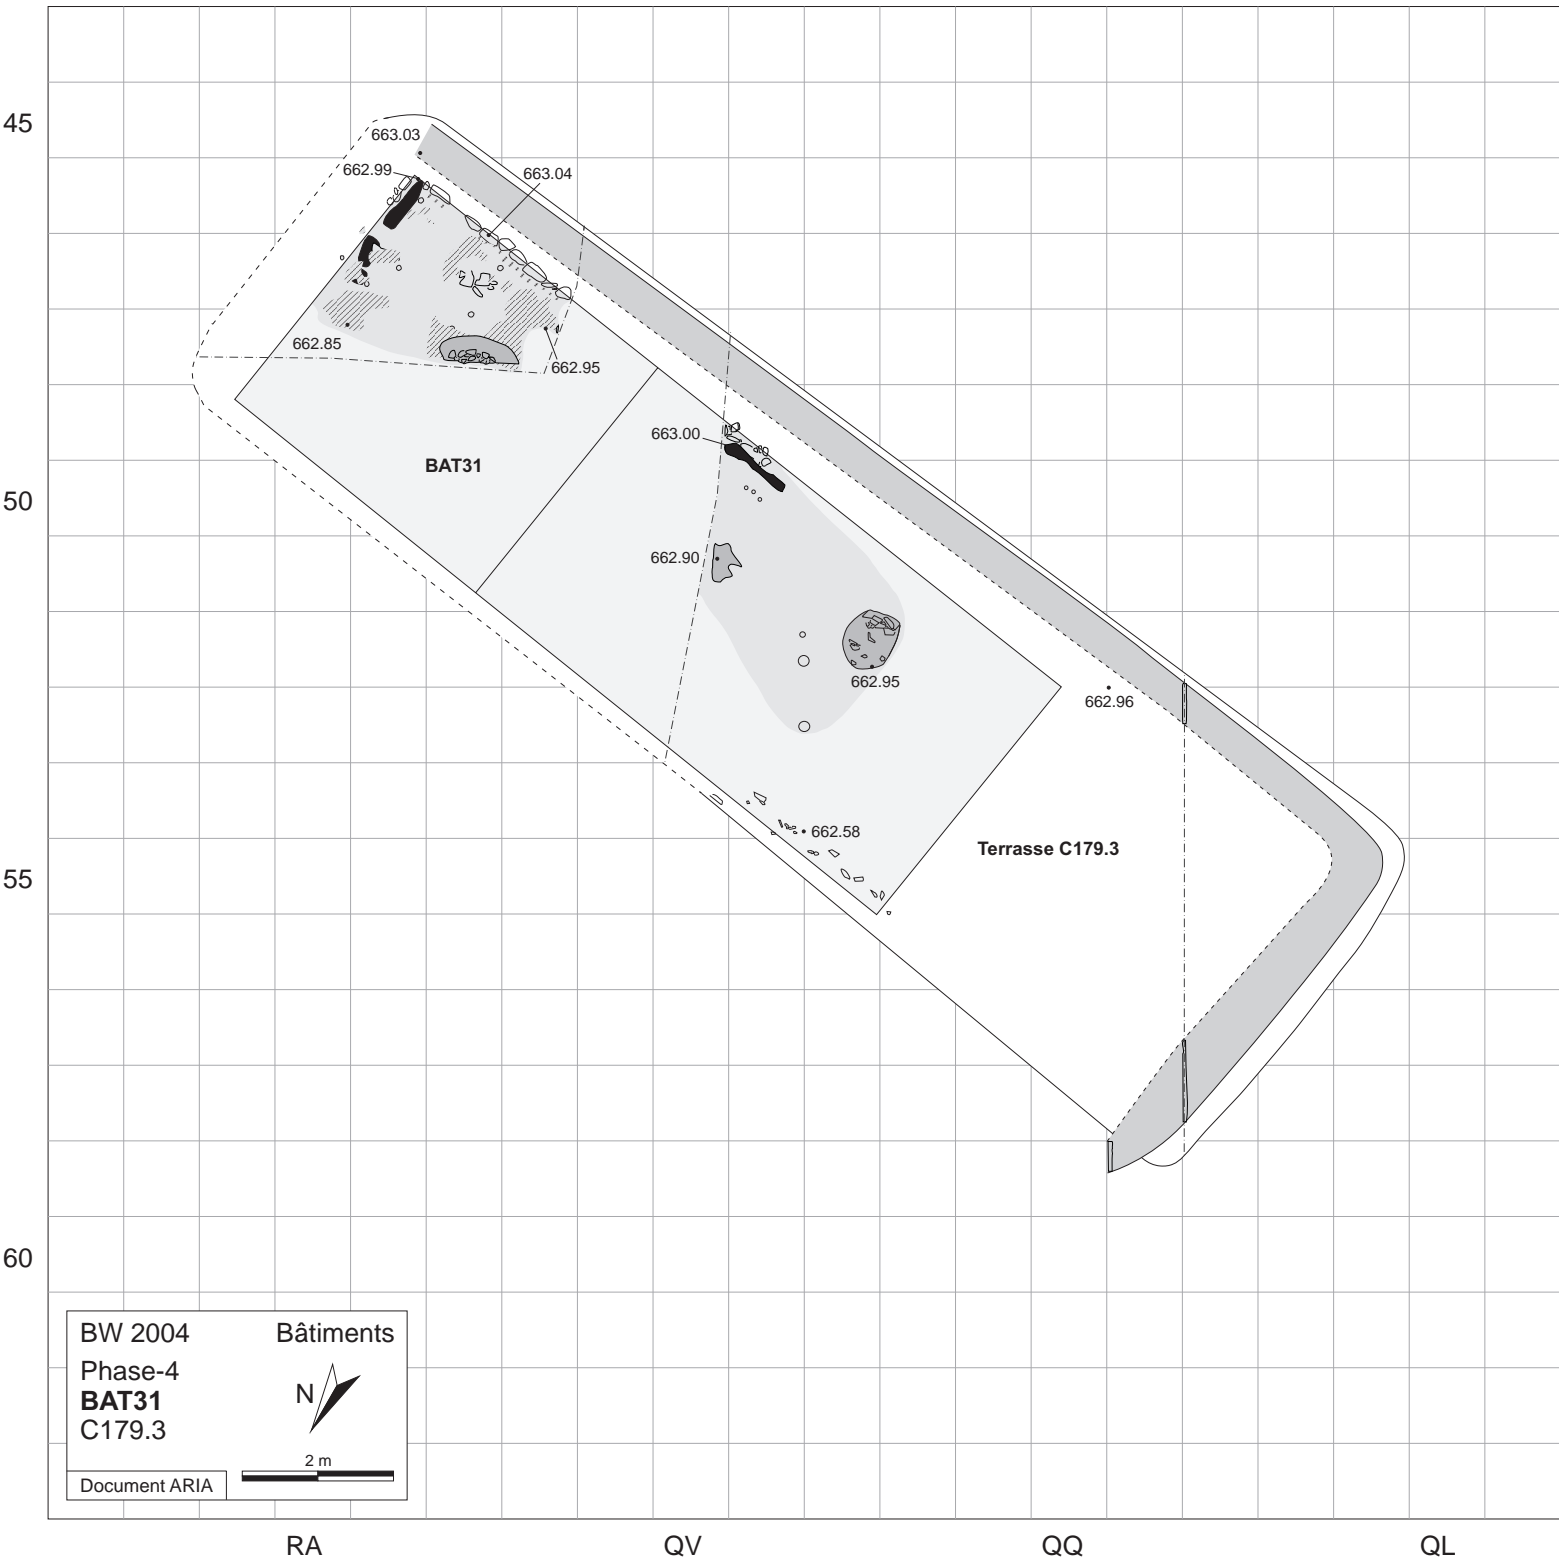 45
663.03
662.99
663.04
662.85
662.95
663.00
BAT31
50
662.90
662.95
662.96
662.58
Terrasse C179.3
55
60
BW 2004 Bâtiments
Phase-4
BAT31
C179.3
N
2 m
Document ARIA
RA QV QQ QL